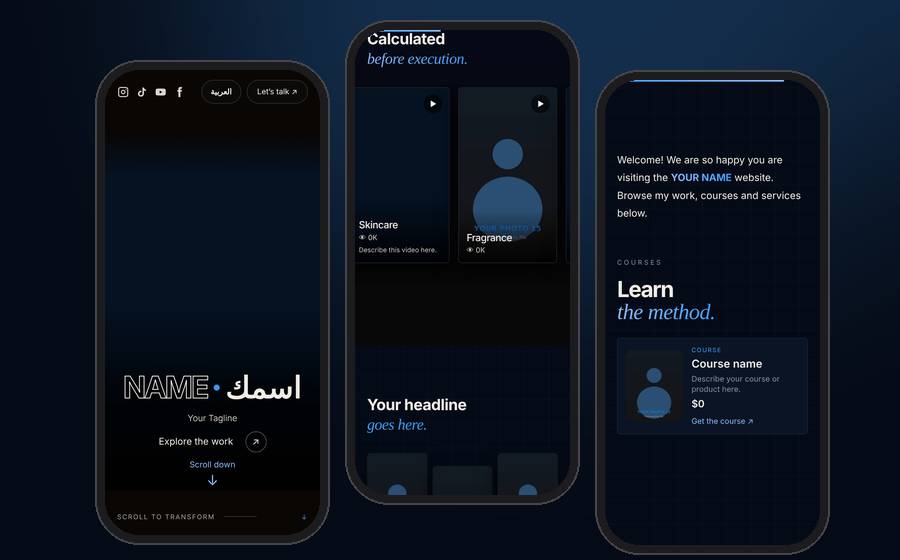 العربية
Let's talk ↗
NAME • اسمك
Your Tagline
Explore the work ↗
Scroll down
SCROLL TO TRANSFORM
Calculated
before execution.
Skincare
0K
Describe this video here.
YOUR PHOTO 15
Fragrance
0K
Your headline
goes here.
Welcome! We are so happy you are
visiting the YOUR NAME website.
Browse my work, courses and services
below.
COURSES
Learn
the method.
COURSE
Course name
Describe your course or
product here.
$0
Get the course ↗